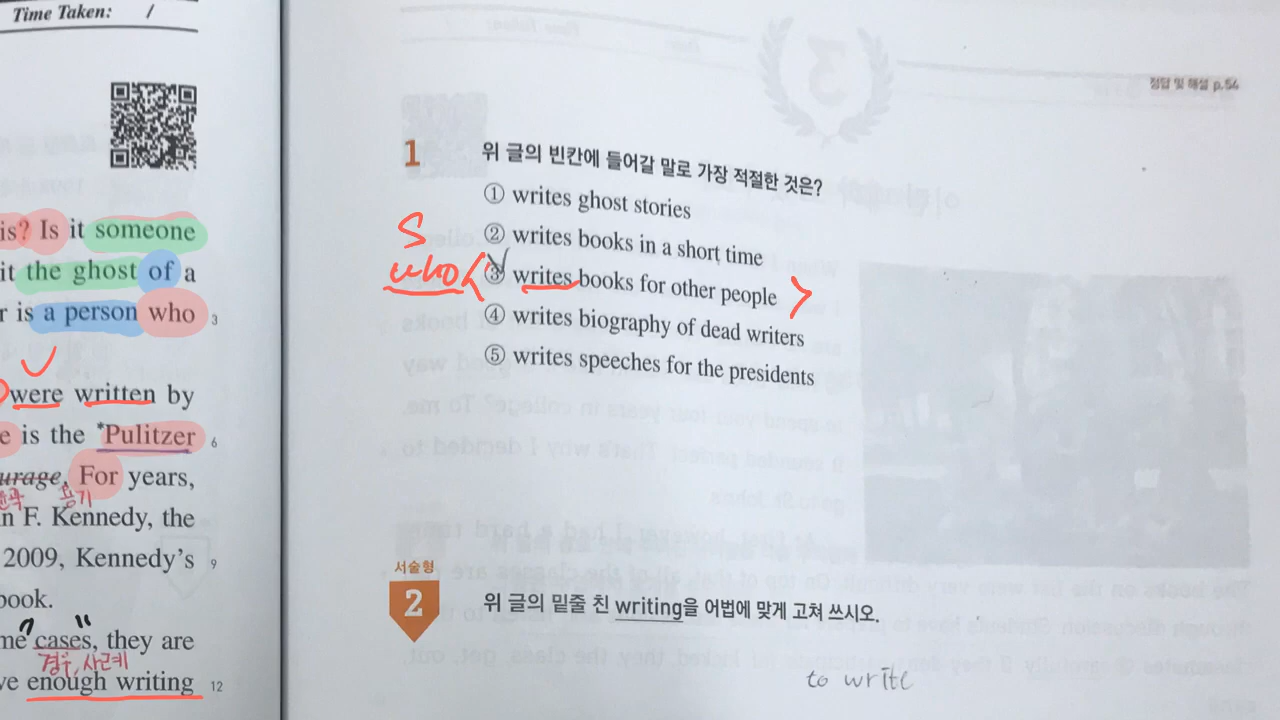 Time Taken: /
is? Is it someone
it the ghost of a
r is a person who 3
were written by
e is the *Pulitzer 6
urage, For years,
용기
n F. Kennedy, the
2009, Kennedy's 9
book.
me cases, they are
경우, 사례
ve enough writing 12
정답 및 해설 p.54
1 위 글의 빈칸에 들어갈 말로 가장 적절한 것은?
① writes ghost stories
S
② writes books in a short time
who
③ writes books for other people
④ writes biography of dead writers
⑤ writes speeches for the presidents
서술형
2 위 글의 밑줄 친 writing을 어법에 맞게 고쳐 쓰시오.
to write